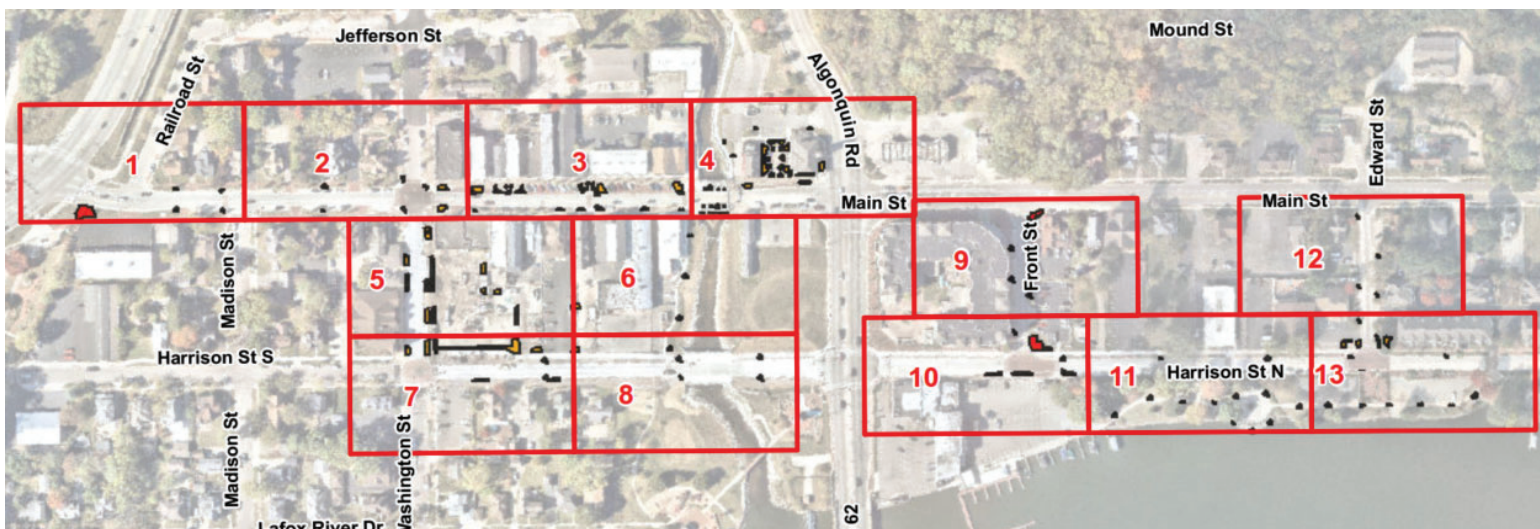 Jefferson St
Mound St
Railroad St
Algonquin Rd
Edward St
1
2
3
4
Main St
Main St
Madison St
5
6
9
Front St
12
Harrison St S
7
8
10
11
Harrison St N
13
Madison St
Washington St
62
Lafox River Dr